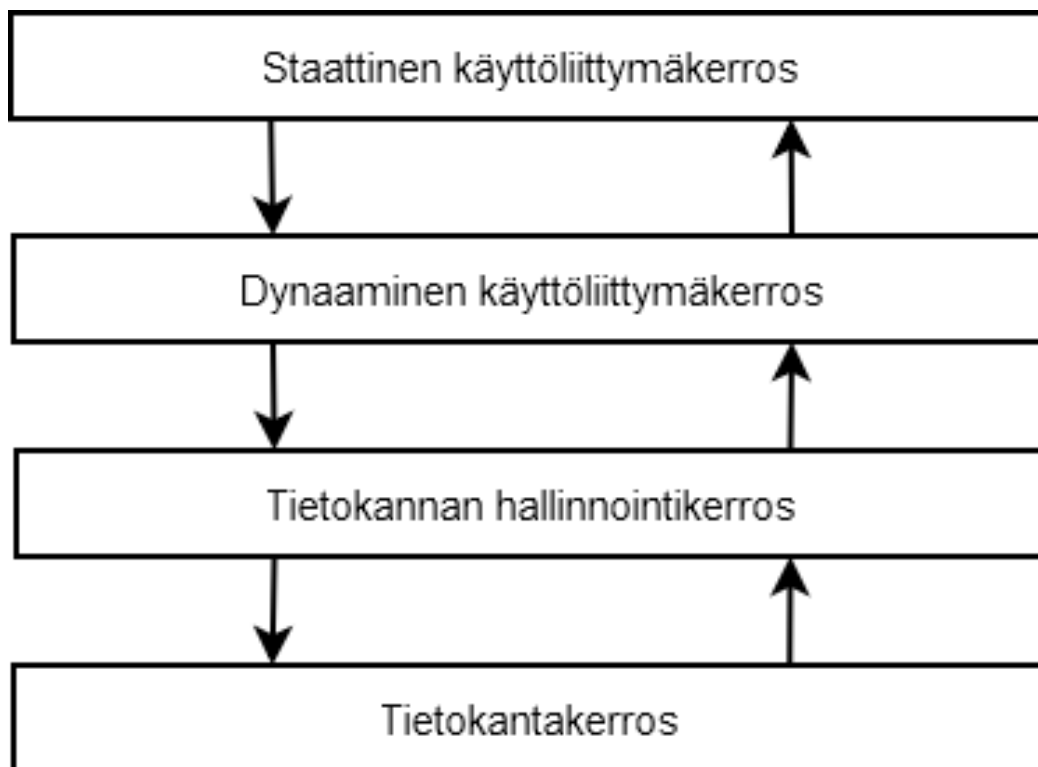 Staattinen käyttöliittymäkerros
Dynaaminen käyttöliittymäkerros
Tietokannan hallinnointikerros
Tietokantakerros